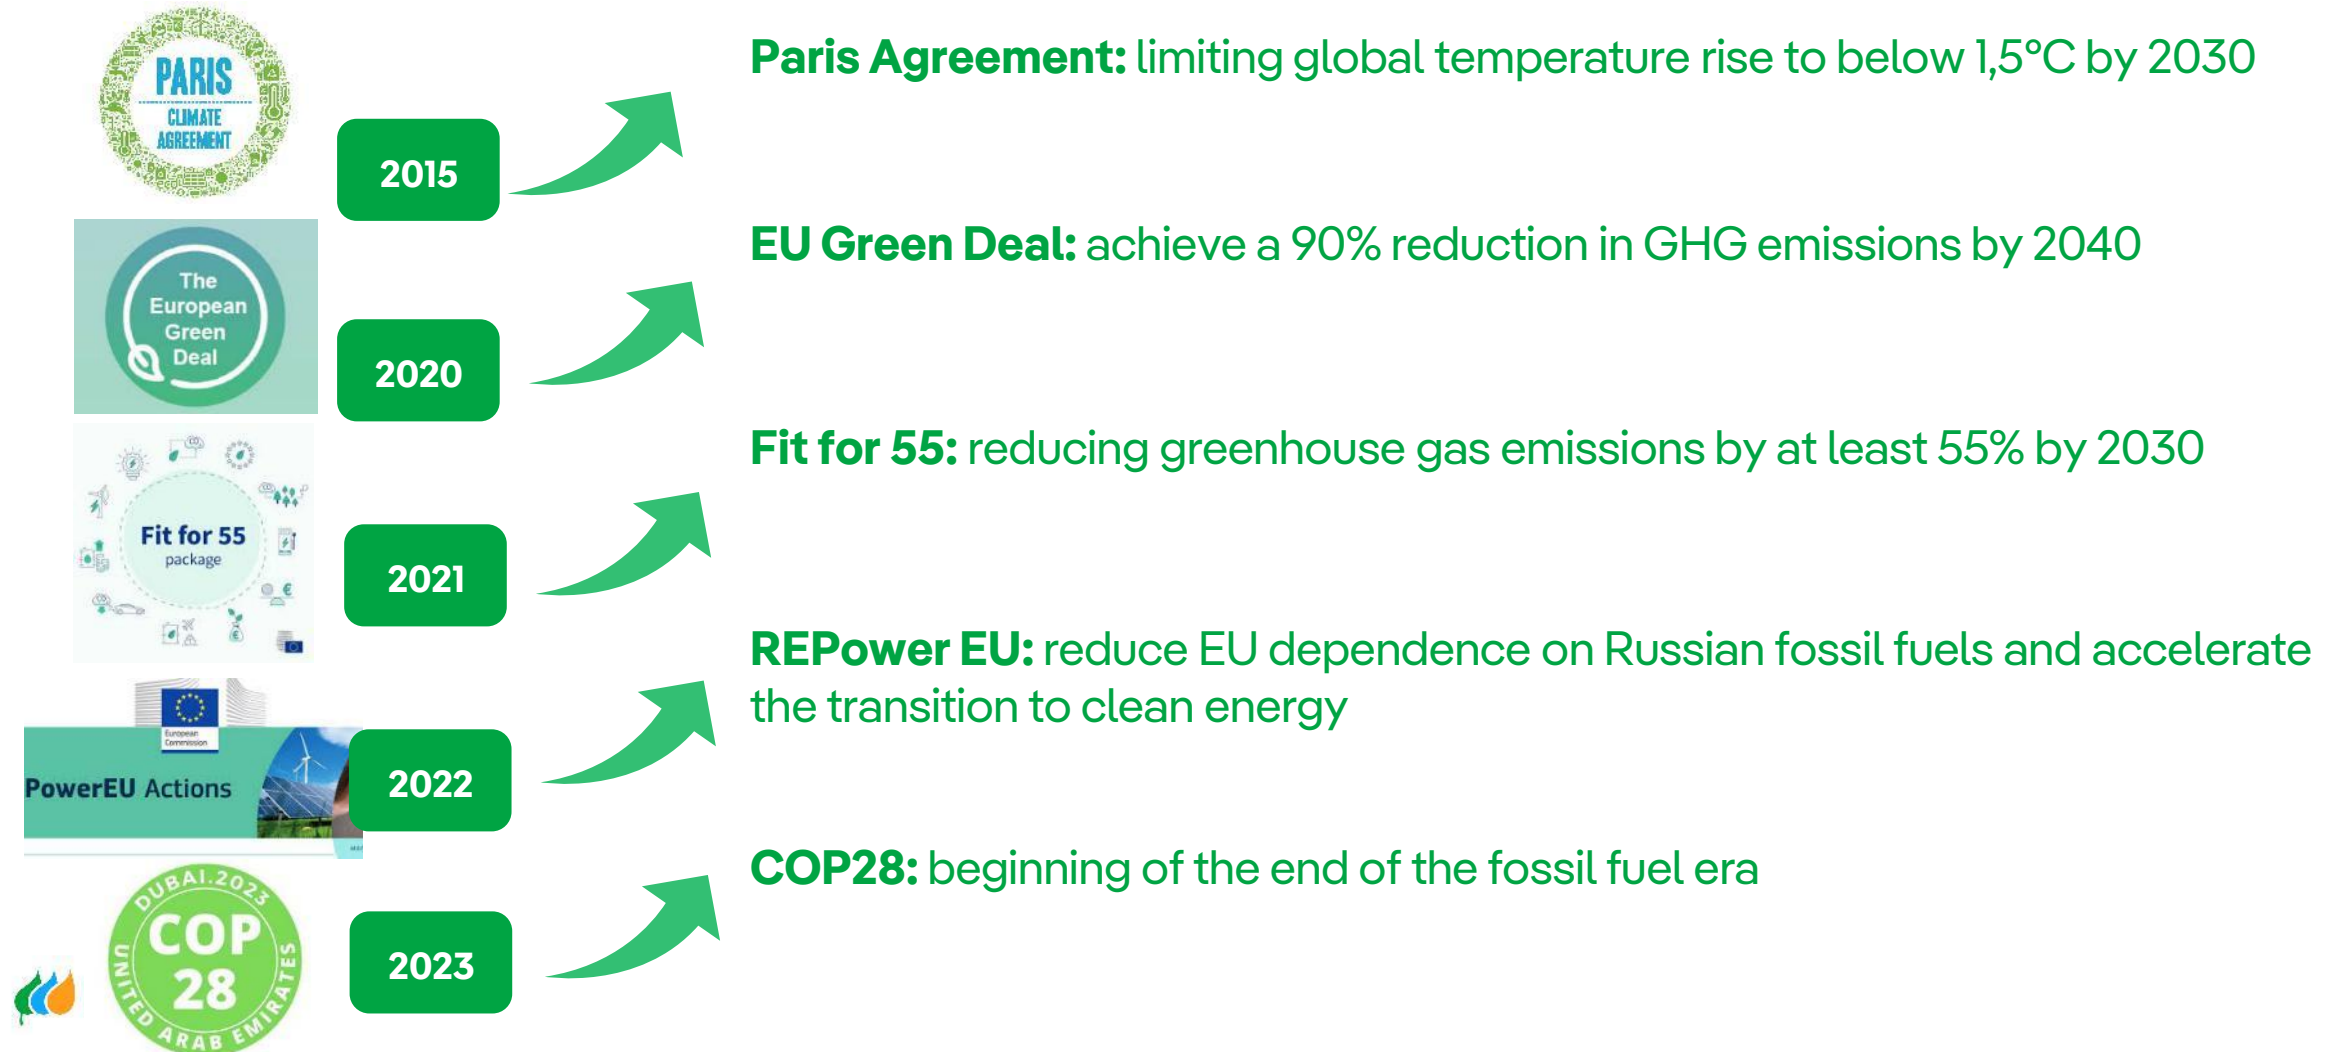 PARIS
CLIMATE
AGREEMENT
2015
Paris Agreement: limiting global temperature rise to below 1,5°C by 2030
The
European
Green
Deal
2020
EU Green Deal: achieve a 90% reduction in GHG emissions by 2040
Fit for 55
package
2021
Fit for 55: reducing greenhouse gas emissions by at least 55% by 2030
European
Commission
PowerEU Actions
2022
REPower EU: reduce EU dependence on Russian fossil fuels and accelerate
the transition to clean energy
DUBAI.2023
COP
28
UNITED ARAB EMIRATES
2023
COP28: beginning of the end of the fossil fuel era